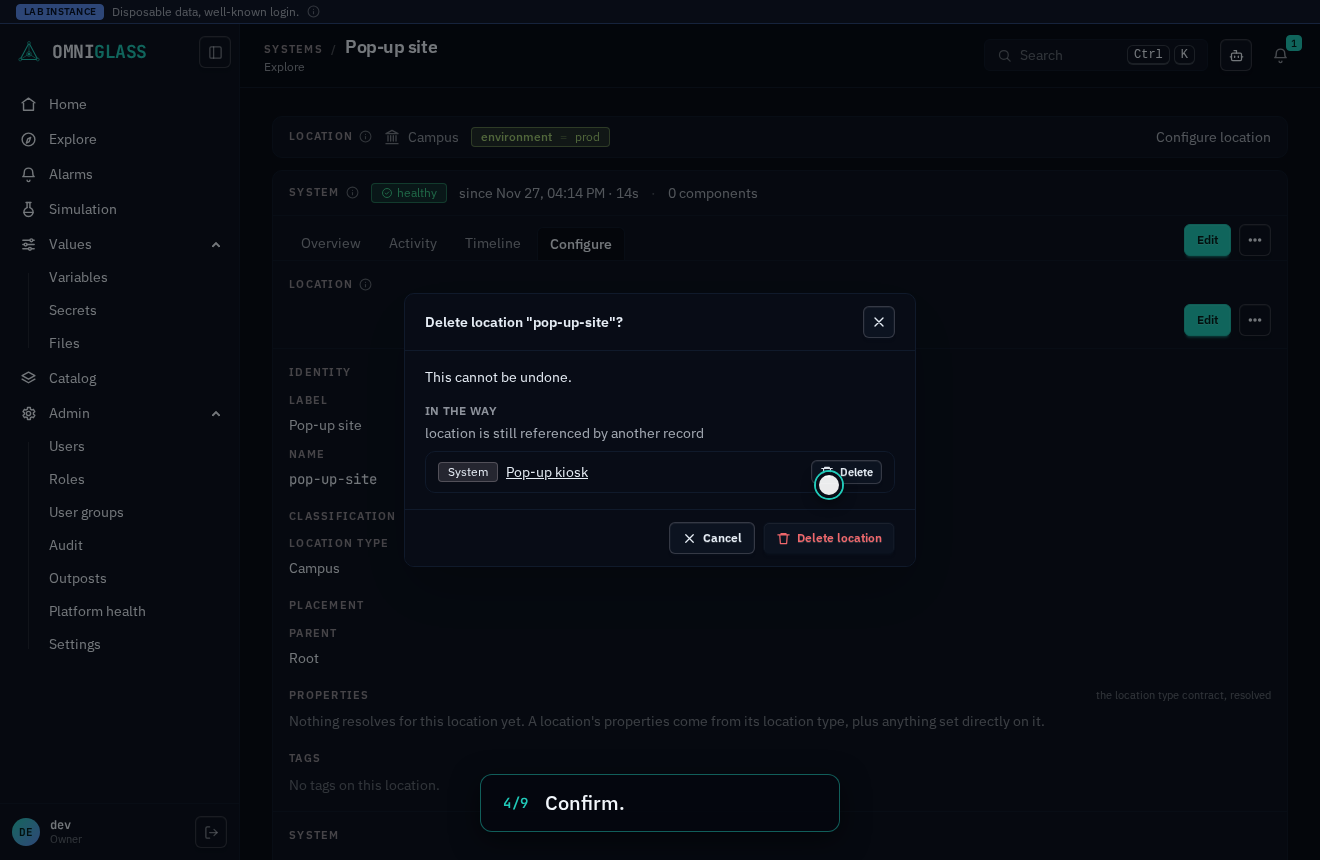 LAB INSTANCE Disposable data, well-known login.
OMNIGLASS
SYSTEMS / Pop-up site
Explore
Search Ctrl K
1
Home
Explore
Alarms
Simulation
Values
Variables
Secrets
Files
Catalog
Admin
Users
Roles
User groups
Audit
Outposts
Platform health
Settings
DE dev
Owner
LOCATION Campus environment = prod Configure location
SYSTEM healthy since Nov 27, 04:14 PM · 14s · 0 components
Overview Activity Timeline Configure Edit
LOCATION
Edit
IDENTITY
LABEL
Pop-up site
NAME
pop-up-site
CLASSIFICATION
LOCATION TYPE
Campus
PLACEMENT
PARENT
Root
PROPERTIES the location type contract, resolved
Nothing resolves for this location yet. A location's properties come from its location type, plus anything set directly on it.
TAGS
No tags on this location.
SYSTEM
Delete location "pop-up-site"?
This cannot be undone.
IN THE WAY
location is still referenced by another record
System Pop-up kiosk Delete
Cancel Delete location
4/9 Confirm.